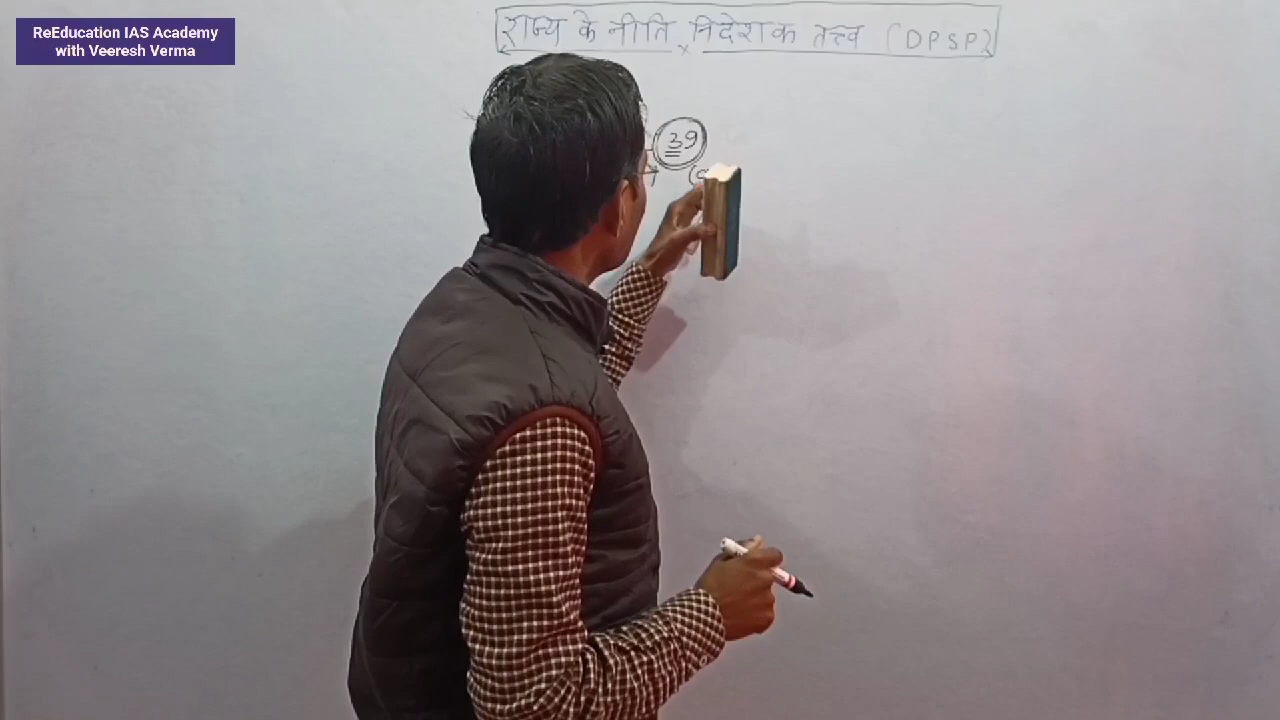 ReEducation IAS Academy
with Veeresh Verma
राज्य के नीति निदेशक तत्त्व (DPSP)
39